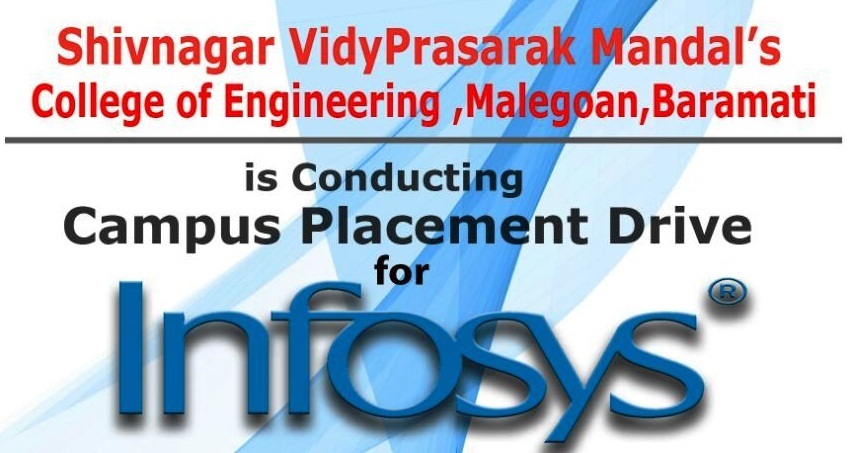 Shivnagar VidyPrasarak Mandal's
College of Engineering ,Malegoan,Baramati
is Conducting
Campus Placement Drive
for
Infosys®